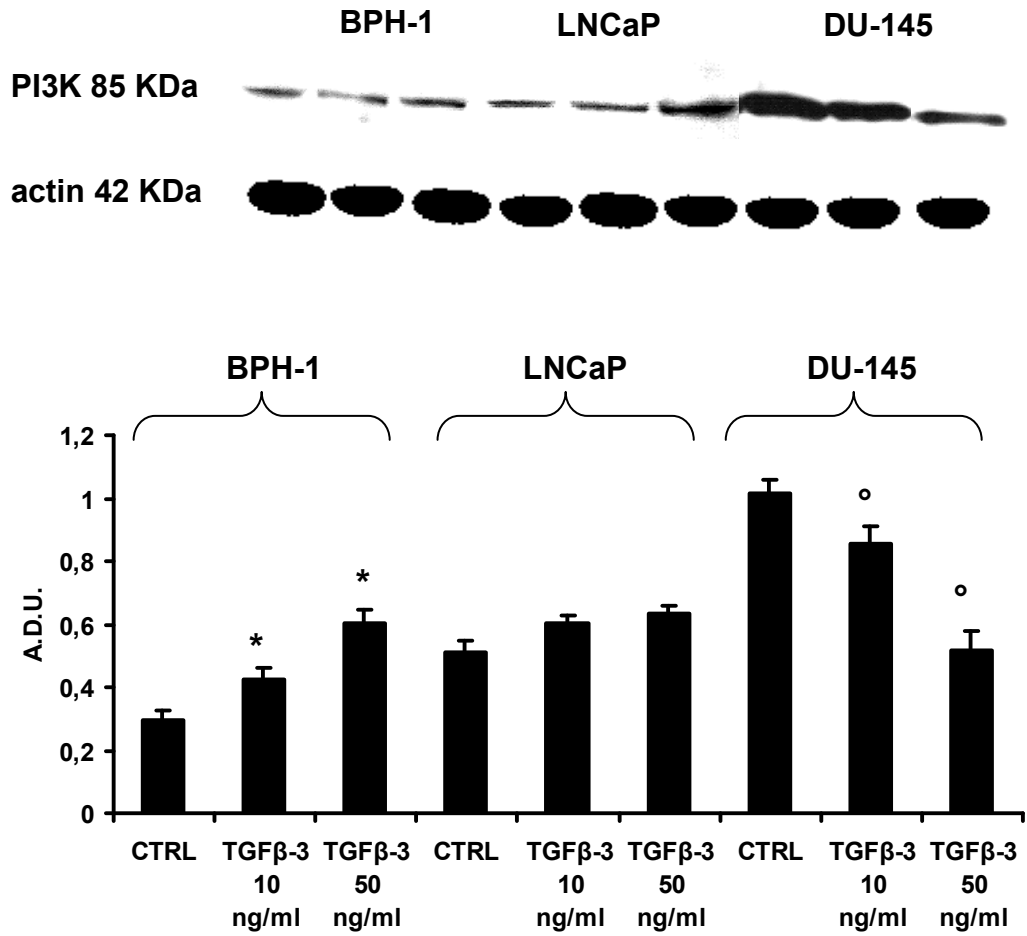 BPH-1 LNCaP DU-145
PI3K 85 KDa
actin 42 KDa
BPH-1 LNCaP DU-145
1,2
1
0,8
0,6
0,4
0,2
0
A.D.U.
* * ° °
CTRL TGFβ-3 TGFβ-3 CTRL TGFβ-3 TGFβ-3 CTRL TGFβ-3 TGFβ-3
10 50 10 50 10 50
ng/ml ng/ml ng/ml ng/ml ng/ml ng/ml